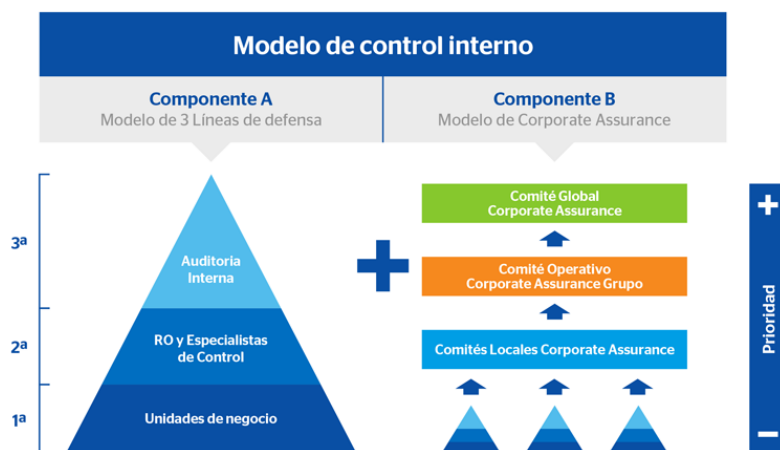 Modelo de control interno
Componente A
Modelo de 3 Líneas de defensa
Componente B
Modelo de Corporate Assurance
3ª
Auditoria
Interna
2ª
RO y Especialistas
de Control
1ª
Unidades de negocio
+
Comité Global
Corporate Assurance
Comité Operativo
Corporate Assurance Grupo
Comités Locales Corporate Assurance
+
Prioridad
−